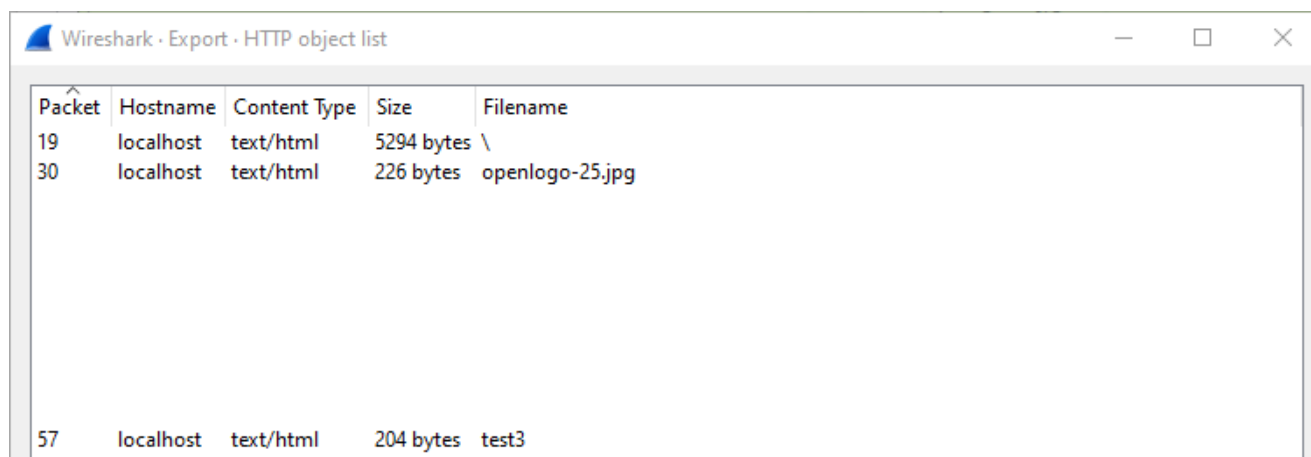 Wireshark · Export · HTTP object list
Packet Hostname Content Type Size Filename
19 localhost text/html 5294 bytes \
30 localhost text/html 226 bytes openlogo-25.jpg
57 localhost text/html 204 bytes test3